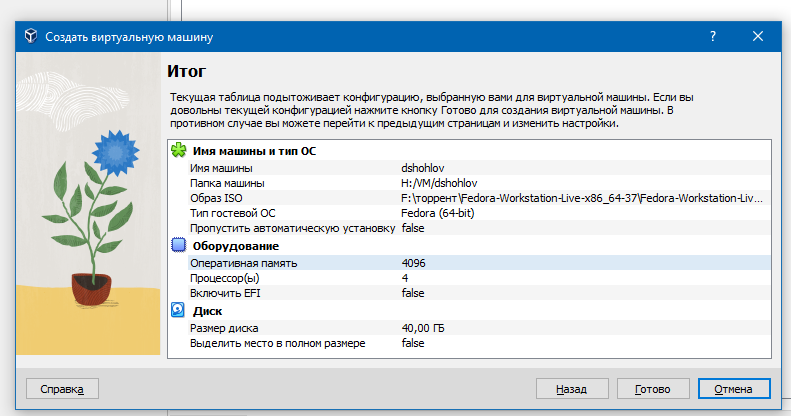 Создать виртуальную машину
?
Итог
Текущая таблица подытоживает конфигурацию, выбранную вами для виртуальной машины. Если вы
довольны текущей конфигурацией нажмите кнопку Готово для создания виртуальной машины. В
противном случае вы можете перейти к предыдущим страницам и изменить настройки.
Имя машины и тип ОС
Имя машины dshohlov
Папка машины H:/VM/dshohlov
Образ ISO F:\торрент\Fedora-Workstation-Live-x86_64-37\Fedora-Workstation-Liv...
Тип гостевой ОС Fedora (64-bit)
Пропустить автоматическую установку false
Оборудование
Оперативная память 4096
Процессор(ы) 4
Включить EFI false
Диск
Размер диска 40,00 ГБ
Выделить место в полном размере false
Справка Назад Готово Отмена